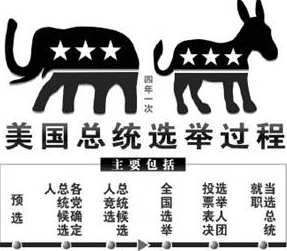 四年一次
美国总统选举过程
主要包括
预选
各党确定
总统候选人
总统候选
人竞选
全国选举
选举人团
投票表决
当选总统
就职